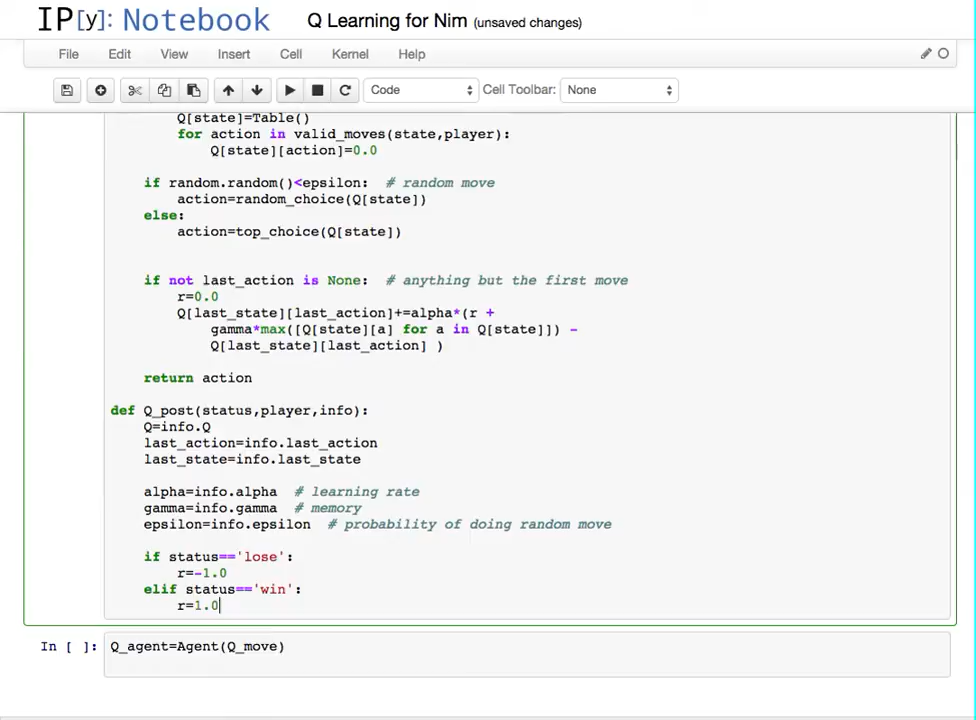 IP[y]: Notebook Q Learning for Nim (unsaved changes)
File Edit View Insert Cell Kernel Help
Code Cell Toolbar: None
Q[state]=Table()
for action in valid_moves(state,player):
Q[state][action]=0.0
if random.random()<epsilon: # random move
action=random_choice(Q[state])
else:
action=top_choice(Q[state])
if not last_action is None: # anything but the first move
r=0.0
Q[last_state][last_action]+=alpha*(r +
gamma*max([Q[state][a] for a in Q[state]]) -
Q[last_state][last_action] )
return action
def Q_post(status,player,info):
Q=info.Q
last_action=info.last_action
last_state=info.last_state
alpha=info.alpha # learning rate
gamma=info.gamma # memory
epsilon=info.epsilon # probability of doing random move
if status=='lose':
r=-1.0
elif status=='win':
r=1.0
In [ ]: Q_agent=Agent(Q_move)